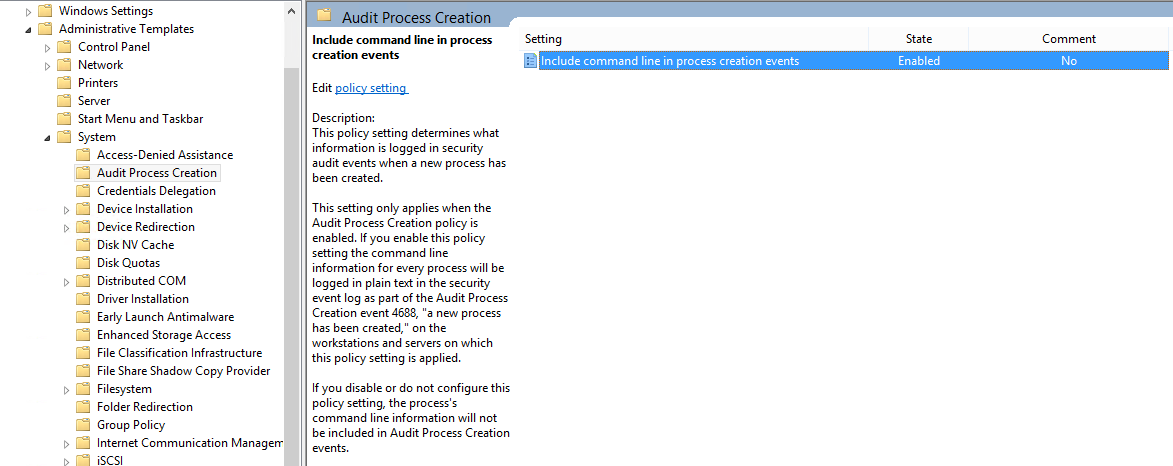 Windows Settings
Administrative Templates
Control Panel
Network
Printers
Server
Start Menu and Taskbar
System
Access-Denied Assistance
Audit Process Creation
Credentials Delegation
Device Installation
Device Redirection
Disk NV Cache
Disk Quotas
Distributed COM
Driver Installation
Early Launch Antimalware
Enhanced Storage Access
File Classification Infrastructure
File Share Shadow Copy Provider
Filesystem
Folder Redirection
Group Policy
Internet Communication Managem
iSCSI
Audit Process Creation
Include command line in process
creation events
Edit policy setting
Description:
This policy setting determines what
information is logged in security
audit events when a new process has
been created.
This setting only applies when the
Audit Process Creation policy is
enabled. If you enable this policy
setting the command line
information for every process will be
logged in plain text in the security
event log as part of the Audit Process
Creation event 4688, "a new process
has been created," on the
workstations and servers on which
this policy setting is applied.
If you disable or do not configure this
policy setting, the process's
command line information will not
be included in Audit Process Creation
events.
Setting State Comment
Include command line in process creation events Enabled No